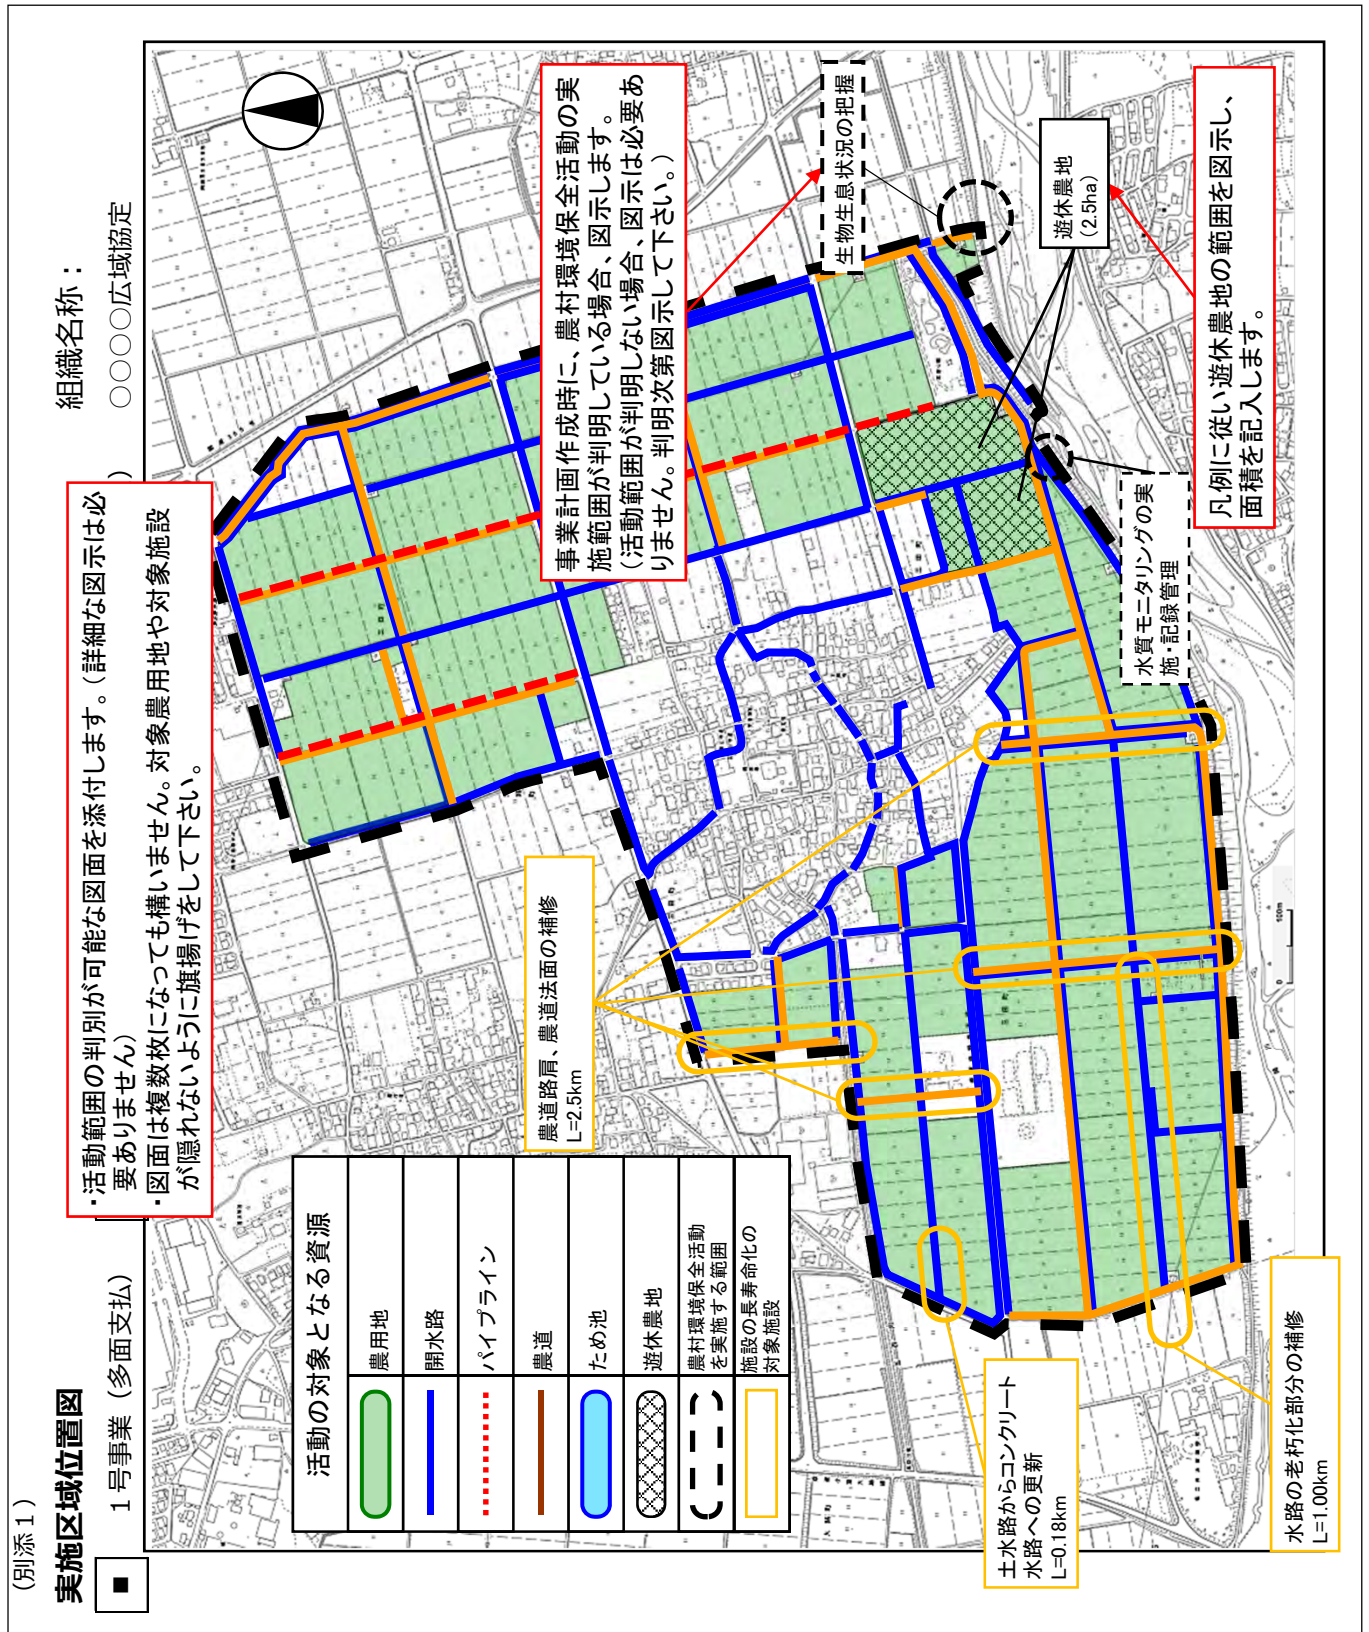 (別添１)
実施区域位置図
■
１号事業（多面支払）
)
組織名称：
○○○○広域協定
・活動範囲の判別が可能な図面を添付します。（詳細な図示は必
要ありません）
・図面は複数枚になっても構いません。対象農用地や対象施設
が隠れないように旗揚げをして下さい。
事業計画作成時に、農村環境保全活動の実
施範囲が判明している場合、図示します。
（活動範囲が判明しない場合、図示は必要あ
りません。判明次第図示して下さい。）
生物生息状況の把握
遊休農地
(2.5ha)
凡例に従い遊休農地の範囲を図示し、
面積を記入します。
水質モニタリングの実
施・記録管理
農道路肩、農道法面の補修
L=2.5km
活動の対象となる資源
農用地
開水路
パイプライン
農道
ため池
遊休農地
農村環境保全活動
を実施する範囲
施設の長寿命化の
対象施設
土水路からコンクリート
水路への更新
L=0.18km
水路の老朽化部分の補修
L=1.00km
0 100m